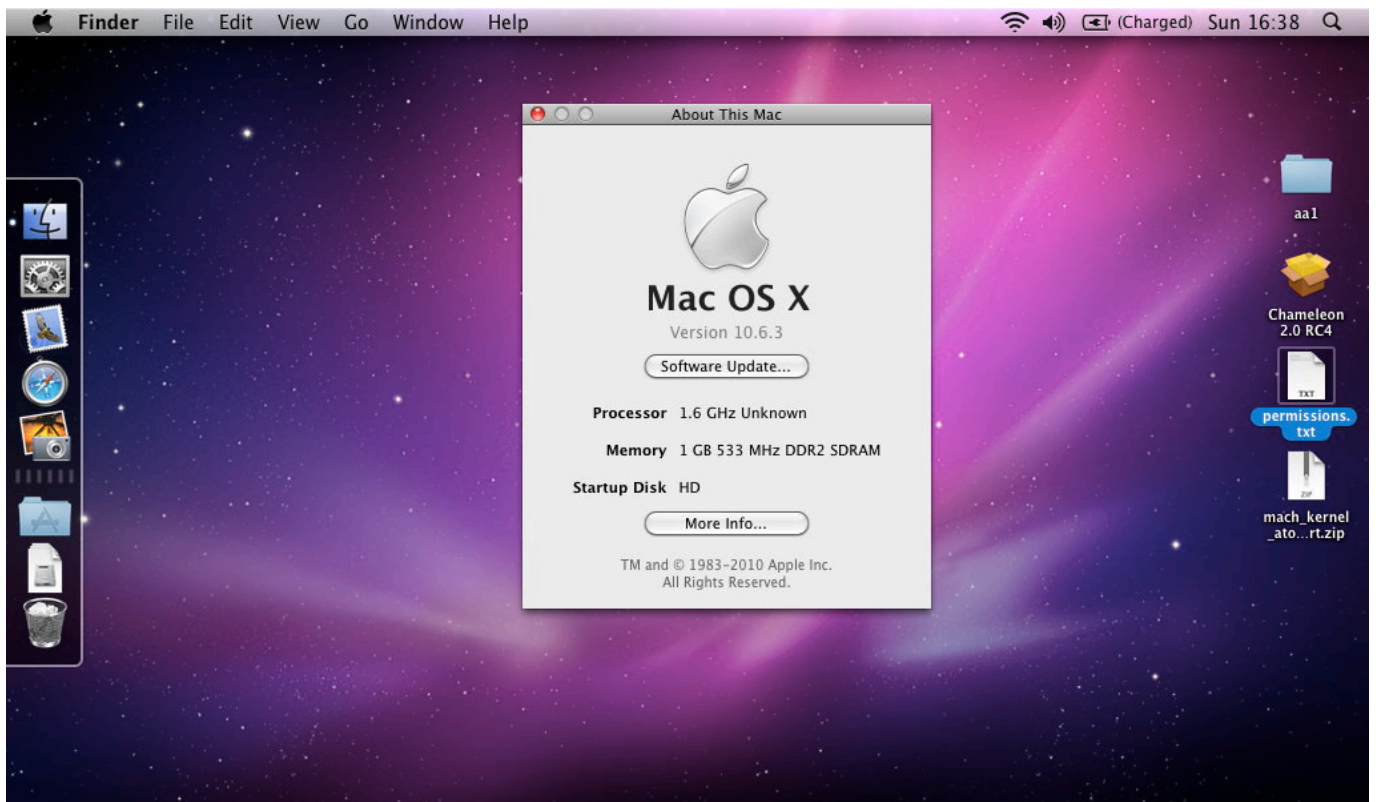 Finder File Edit View Go Window Help (Charged) Sun 16:38
About This Mac
Mac OS X
Version 10.6.3
Software Update...
Processor 1.6 GHz Unknown
Memory 1 GB 533 MHz DDR2 SDRAM
Startup Disk HD
More Info...
TM and © 1983-2010 Apple Inc.
All Rights Reserved.
aa1
Chameleon
2.0 RC4
TXT
permissions.
txt
ZIP
mach_kernel
_ato...rt.zip